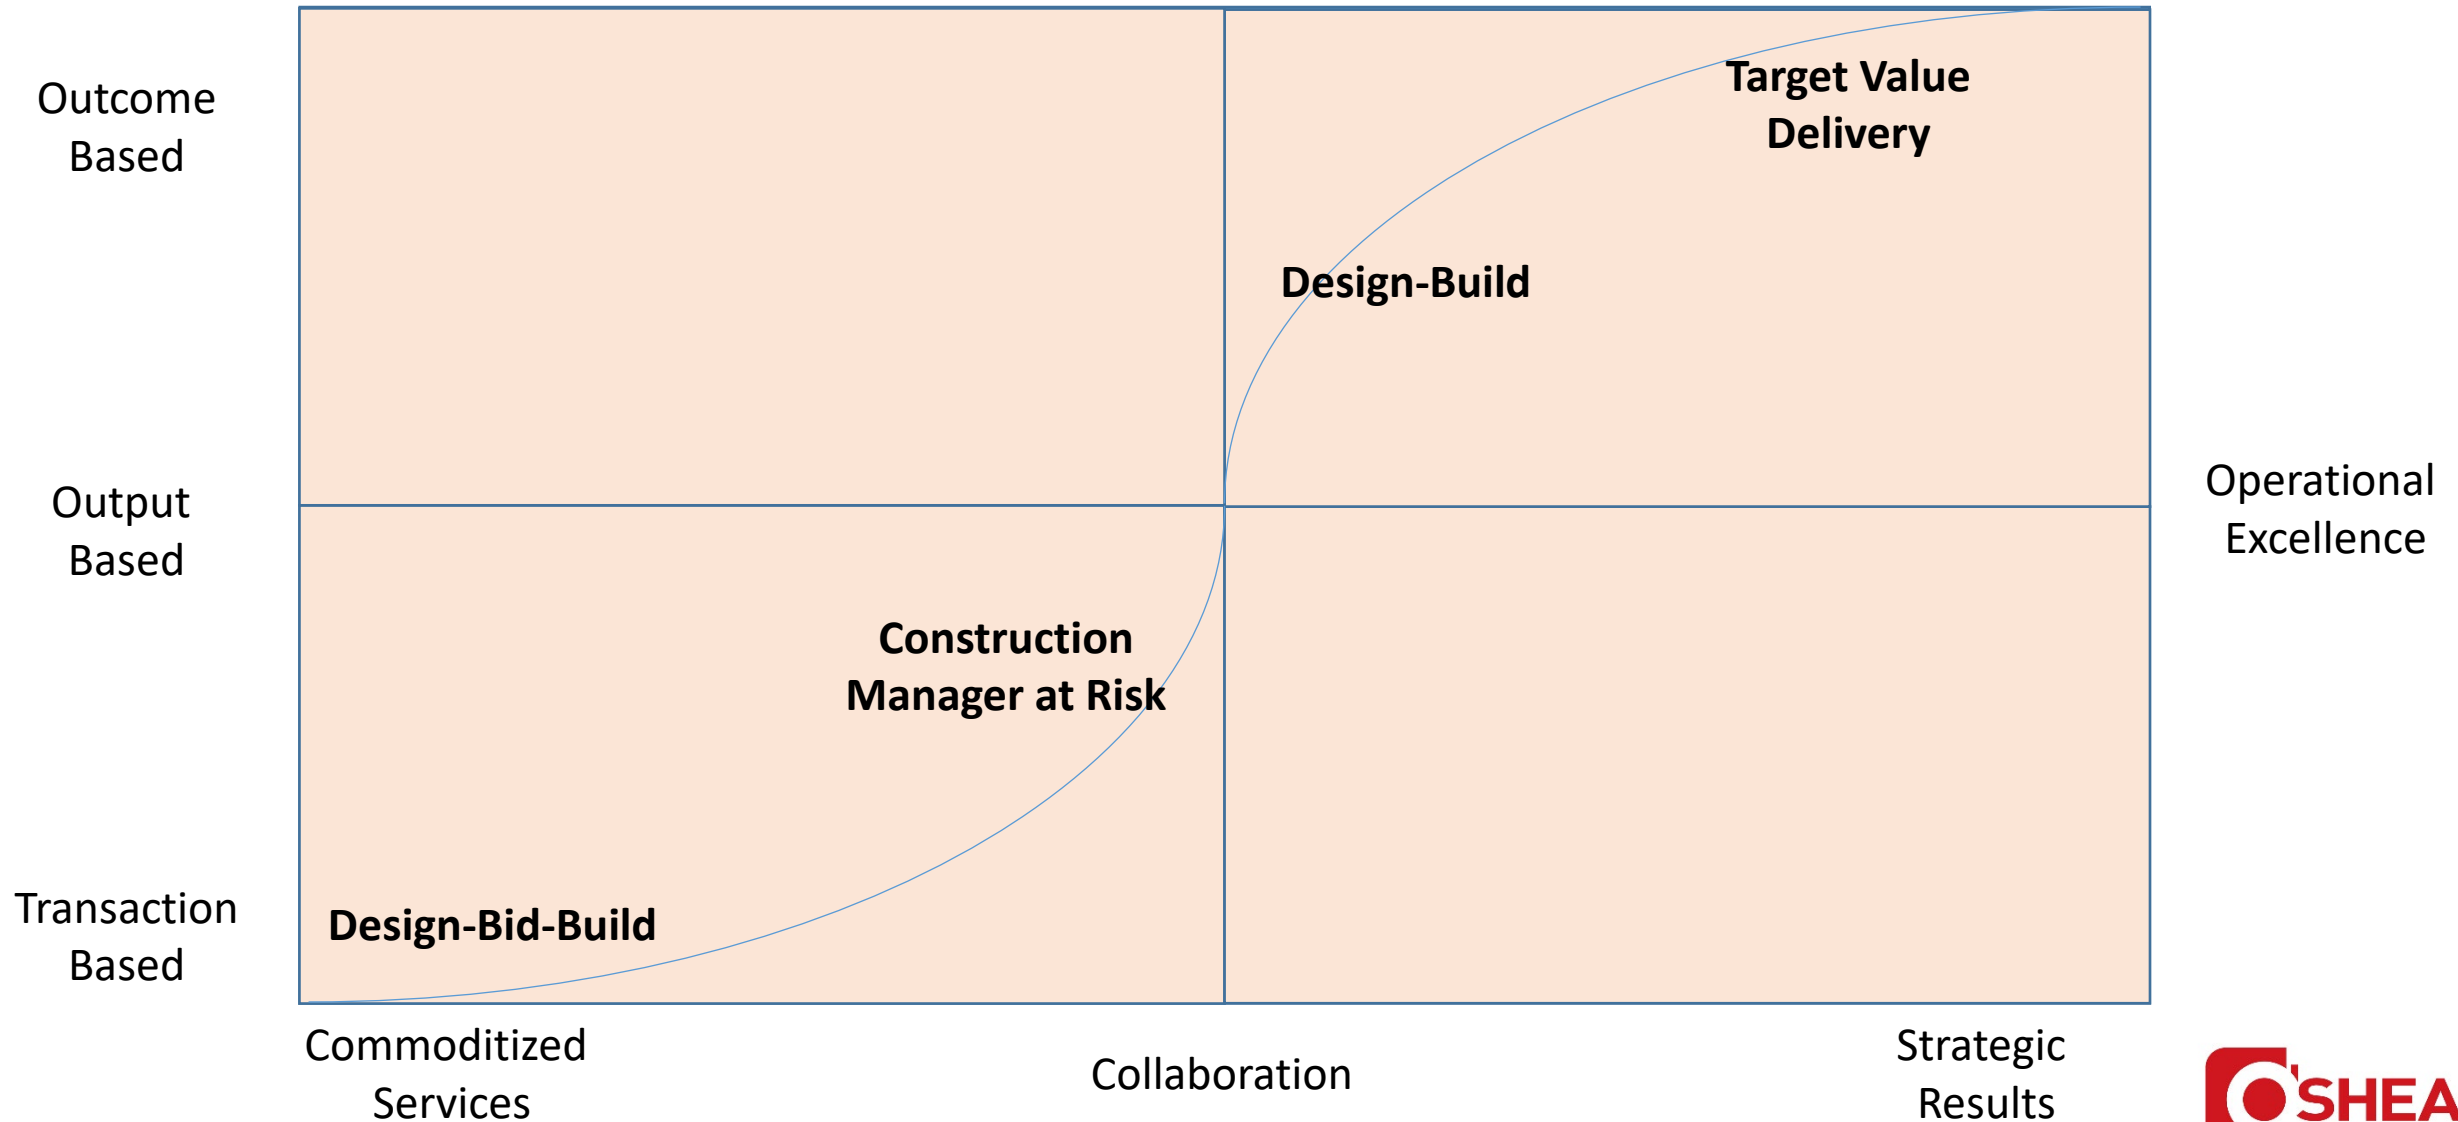 Outcome
Based
Target Value
Delivery
Design-Build
Output
Based
Operational
Excellence
Construction
Manager at Risk
Transaction
Based
Design-Bid-Build
Commoditized
Services
Collaboration
Strategic
Results
O'SHEA